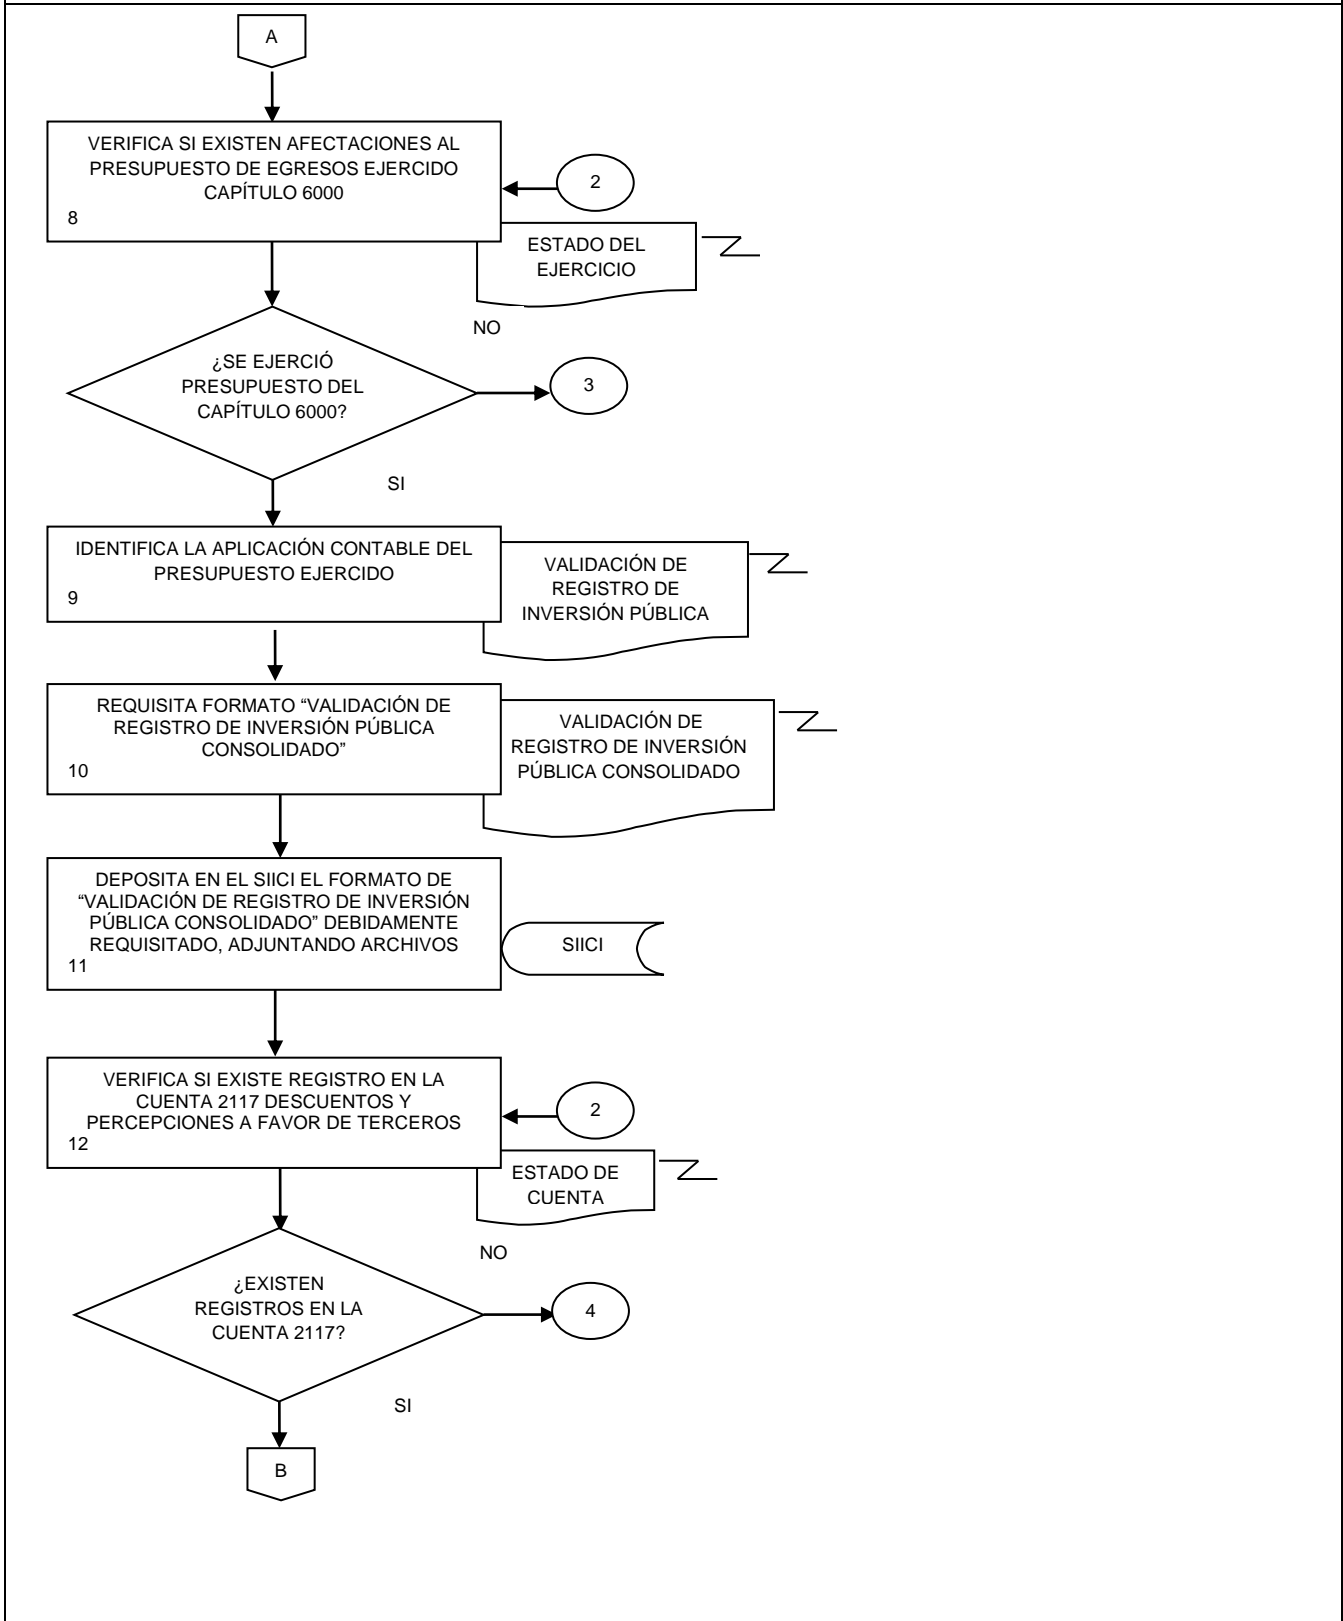 A
VERIFICA SI EXISTEN AFECTACIONES AL
PRESUPUESTO DE EGRESOS EJERCIDO
CAPÍTULO 6000
8
2
ESTADO DEL
EJERCICIO
NO
¿SE EJERCIÓ
PRESUPUESTO DEL
CAPÍTULO 6000?
3
SI
IDENTIFICA LA APLICACIÓN CONTABLE DEL
PRESUPUESTO EJERCIDO
9
VALIDACIÓN DE
REGISTRO DE
INVERSIÓN PÚBLICA
REQUISITA FORMATO “VALIDACIÓN DE
REGISTRO DE INVERSIÓN PÚBLICA
CONSOLIDADO”
10
VALIDACIÓN DE
REGISTRO DE INVERSIÓN
PÚBLICA CONSOLIDADO
DEPOSITA EN EL SIICI EL FORMATO DE
“VALIDACIÓN DE REGISTRO DE INVERSIÓN
PÚBLICA CONSOLIDADO” DEBIDAMENTE
REQUISITADO, ADJUNTANDO ARCHIVOS
11
SIICI
VERIFICA SI EXISTE REGISTRO EN LA
CUENTA 2117 DESCUENTOS Y
PERCEPCIONES A FAVOR DE TERCEROS
12
2
ESTADO DE
CUENTA
NO
¿EXISTEN
REGISTROS EN LA
CUENTA 2117?
4
SI
B